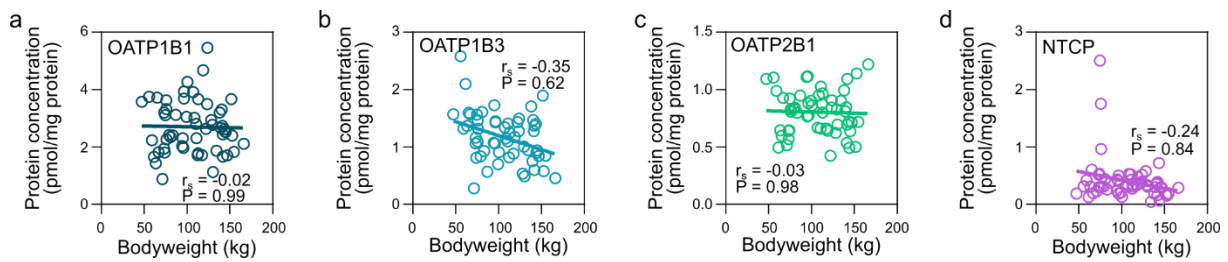 a
Protein concentration
(pmol/mg protein)
6
4
2
0
OATP1B1
rs = -0.02
P = 0.99
0 50 100 150 200
Bodyweight (kg)
b
Protein concentration
(pmol/mg protein)
3
2
1
0
OATP1B3
rs = -0.35
P = 0.62
0 50 100 150 200
Bodyweight (kg)
c
Protein concentration
(pmol/mg protein)
1.5
1.0
0.5
0.0
OATP2B1
rs = -0.03
P = 0.98
0 50 100 150 200
Bodyweight (kg)
d
Protein concentration
(pmol/mg protein)
3
2
1
0
NTCP
rs = -0.24
P = 0.84
0 50 100 150 200
Bodyweight (kg)